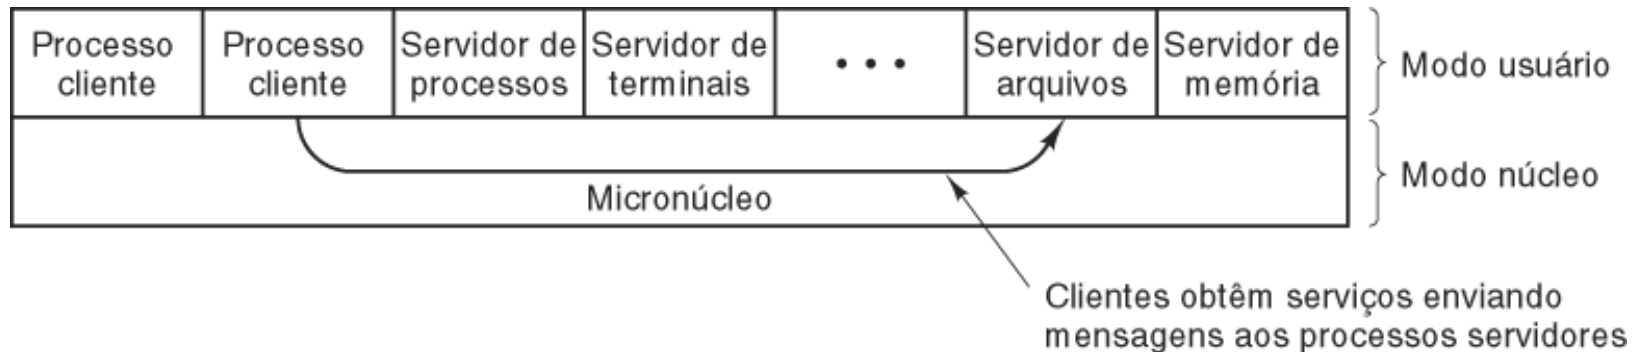 Processo
cliente
Processo
cliente
Servidor de
processos
Servidor de
terminais
• • •
Servidor de
arquivos
Servidor de
memória
Modo usuário
Micronúcleo
Modo núcleo
Clientes obtêm serviços enviando
mensagens aos processos servidores